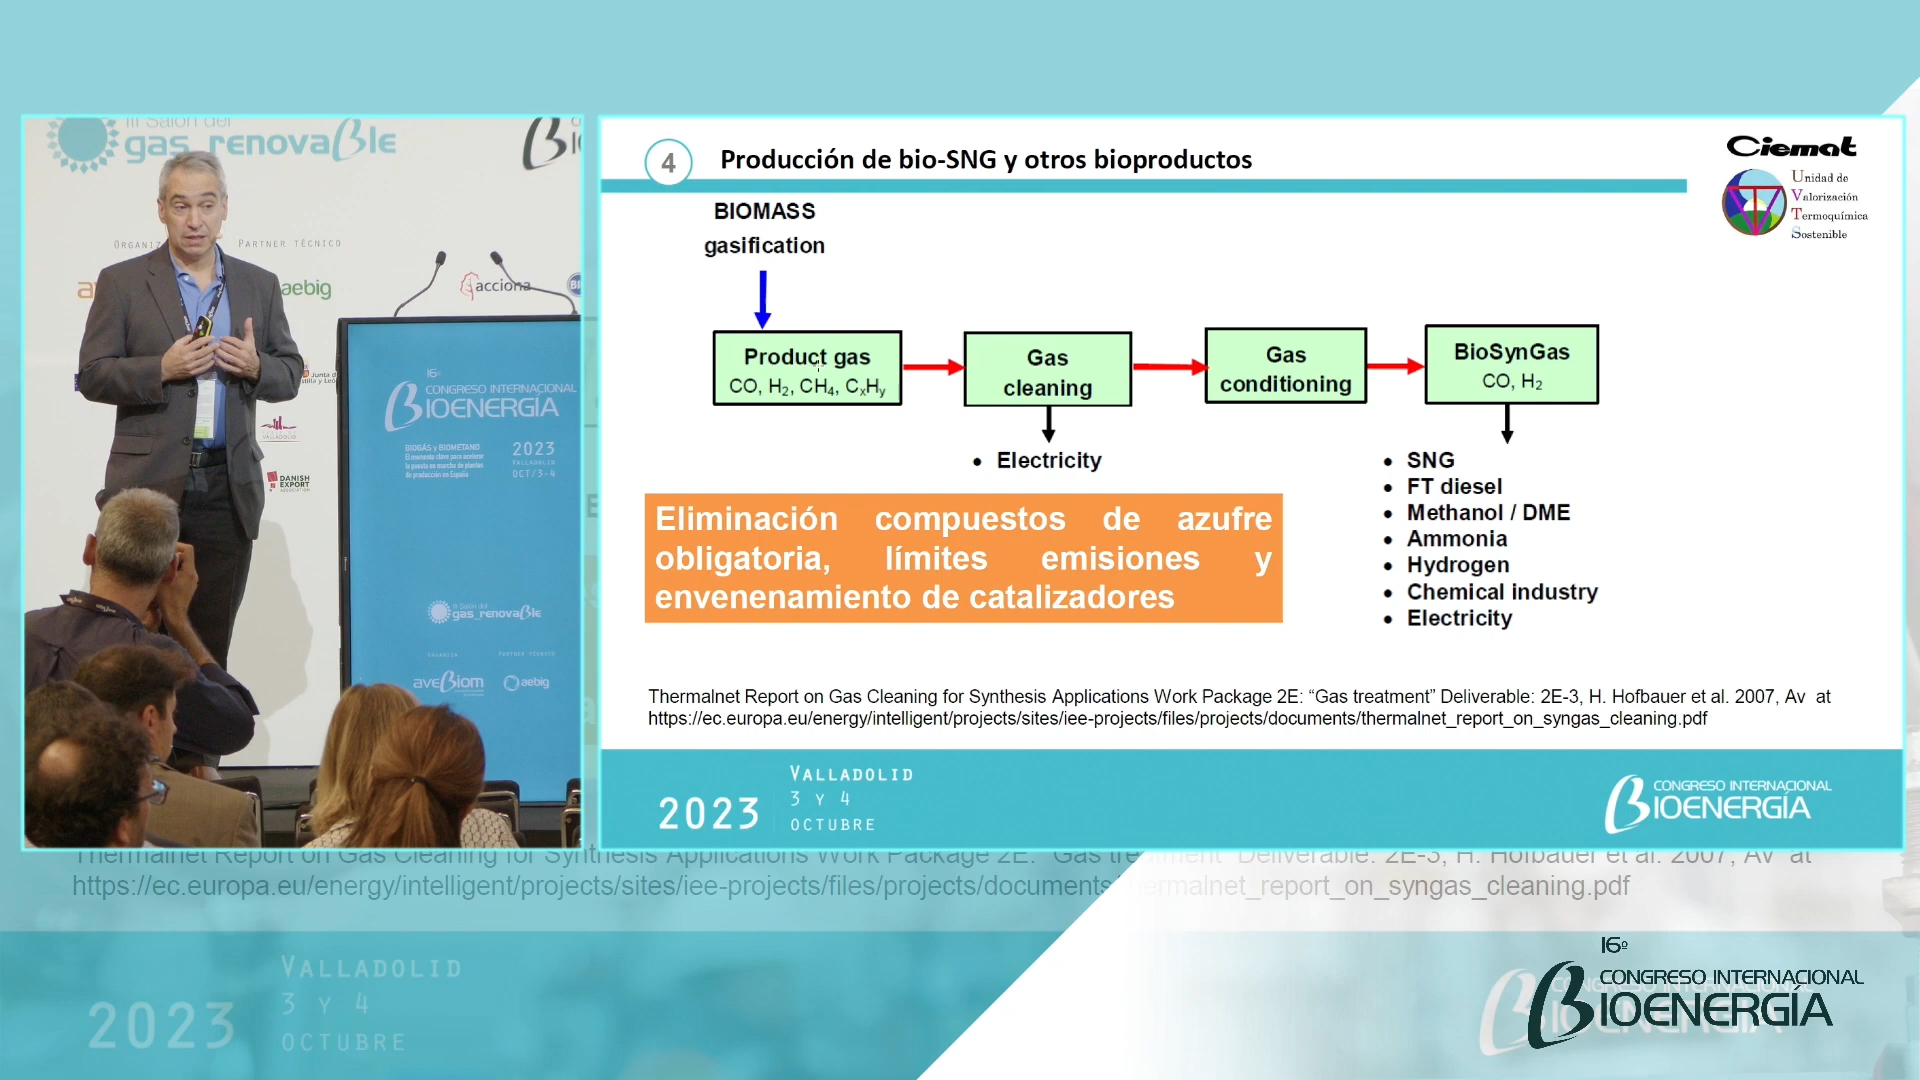 III Salón del
gas_renovaBle
ORGANIZ
PARTNER TÉCNICO
aebig
acciona
Junta de
Castilla y León
VALLADOLID
DANISH
EXPORT
ASSOCIATION
16º
CONGRESO INTERNACIONAL
BIOENERGÍA
BIOGÁS y BIOMETANO
El momento clave para acelerar
la puesta en marcha de plantas
de producción en España
2023
VALLADOLID
OCT/3-4
III Salón del
gas_renovaBle
ORGANIZA
PARTNER TÉCNICO
aveBiom
aebig
4
Producción de bio-SNG y otros bioproductos
Ciemat
Unidad de
Valorización
Termoquímica
Sostenible
BIOMASS
gasification
Product gas
CO, H₂, CH₄, CₓHᵧ
Gas
cleaning
Gas
conditioning
BioSynGas
CO, H₂
• Electricity
• SNG
• FT diesel
• Methanol / DME
• Ammonia
• Hydrogen
• Chemical industry
• Electricity
Eliminación compuestos de azufre
obligatoria, límites emisiones y
envenenamiento de catalizadores
Thermalnet Report on Gas Cleaning for Synthesis Applications Work Package 2E: “Gas treatment” Deliverable: 2E-3, H. Hofbauer et al. 2007, Av at
https://ec.europa.eu/energy/intelligent/projects/sites/iee-projects/files/projects/documents/thermalnet_report_on_syngas_cleaning.pdf
2023
VALLADOLID
3 Y 4
OCTUBRE
CONGRESO INTERNACIONAL
BIOENERGÍA
Thermalnet Report on Gas Cleaning for Synthesis Applications Work Package 2E: “Gas treatment” Deliverable: 2E-3, H. Hofbauer et al. 2007, Av at
https://ec.europa.eu/energy/intelligent/projects/sites/iee-projects/files/projects/documents/thermalnet_report_on_syngas_cleaning.pdf
2023
VALLADOLID
3 Y 4
OCTUBRE
16º
CONGRESO INTERNACIONAL
BIOENERGÍA